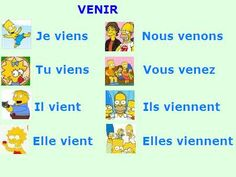 VENIR
Je viens
Nous venons
Tu viens
Vous venez
Il vient
Ils viennent
Elle vient
Elles viennent